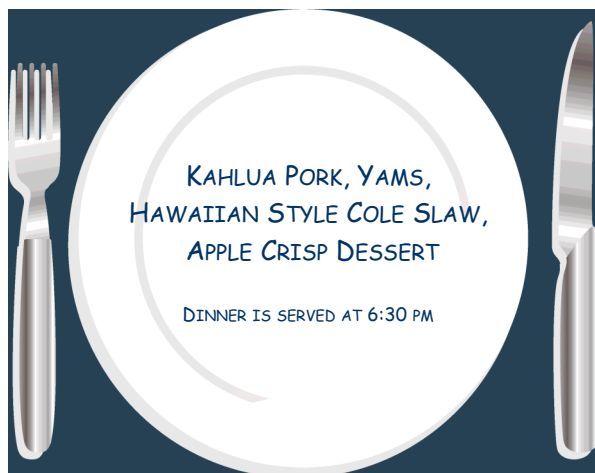 Kahlua Pork, Yams,
Hawaiian Style Cole Slaw,
Apple Crisp Dessert
Dinner is served at 6:30 pm